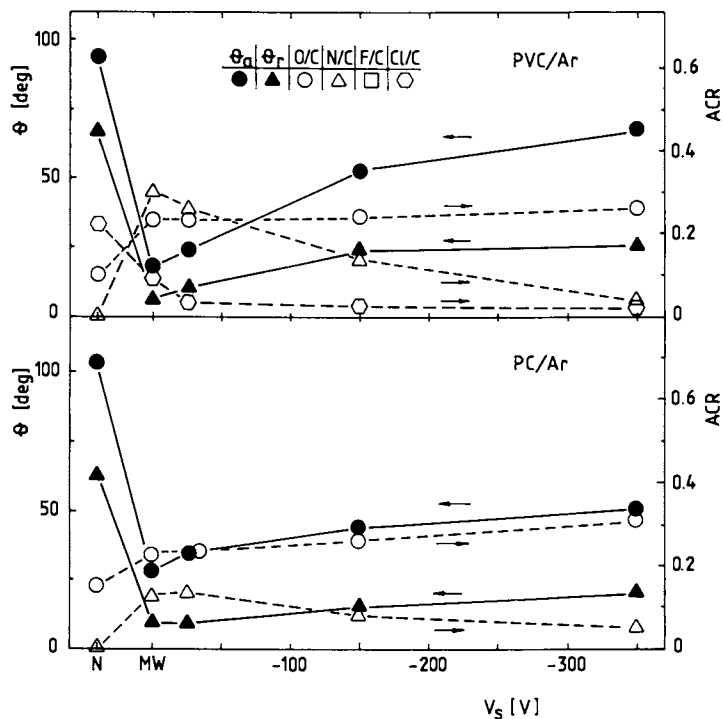 100
50
0
θ [deg]
θa | θr | O/C | N/C | F/C | Cl/C
PVC/Ar
0.6
0.4
0.2
0
ACR
100
50
0
θ [deg]
PC/Ar
0.6
0.4
0.2
0
ACR
N MW -100 -200 -300
Vs [V]